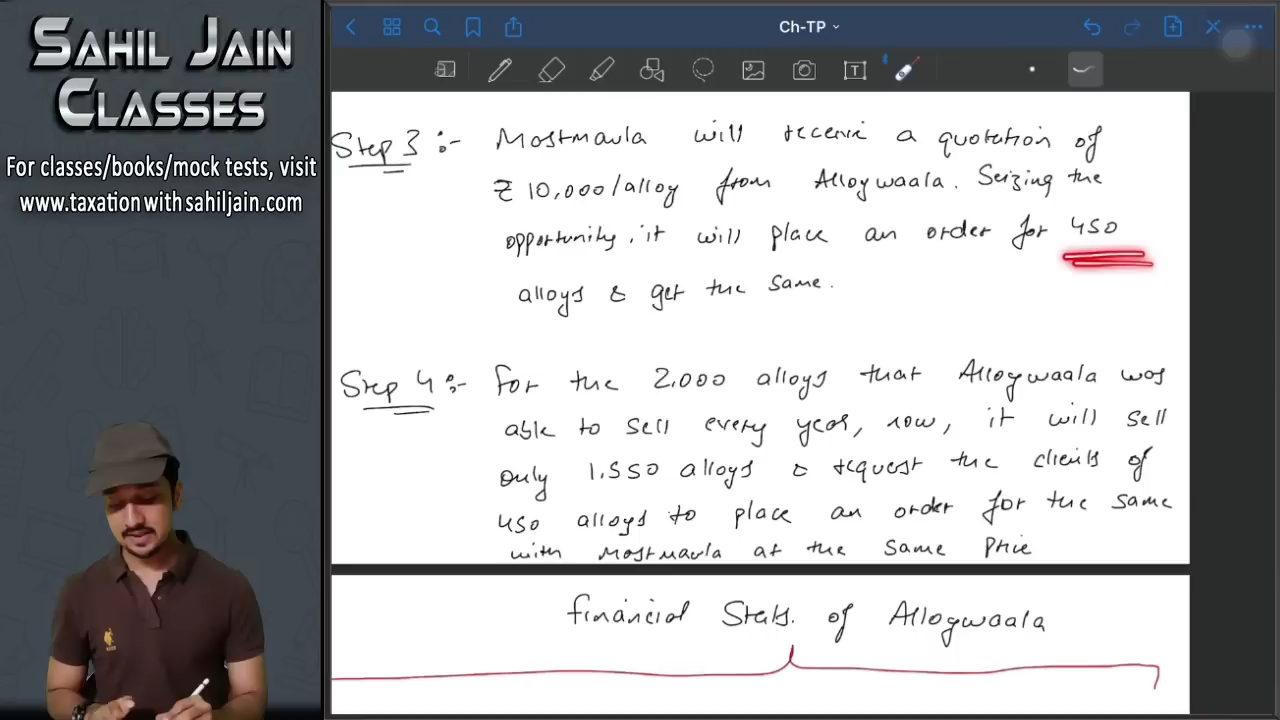 SAHIL JAIN
CLASSES
For classes/books/mock tests, visit
www.taxationwithsahiljain.com
Ch-TP
T
Step 3 :- Mostmaula will receive a quotation of
₹ 10,000/alloy from Alloywaala. Seizing the
opportunity, it will place an order for 450
alloys & get the same.
Step 4 :- For the 2,000 alloys that Alloywaala was
able to sell every year, now, it will sell
only 1,550 alloys & request the clients of
450 alloys to place an order for the same
with Mostmaula at the same price
Financial Stats. of Alloywaala